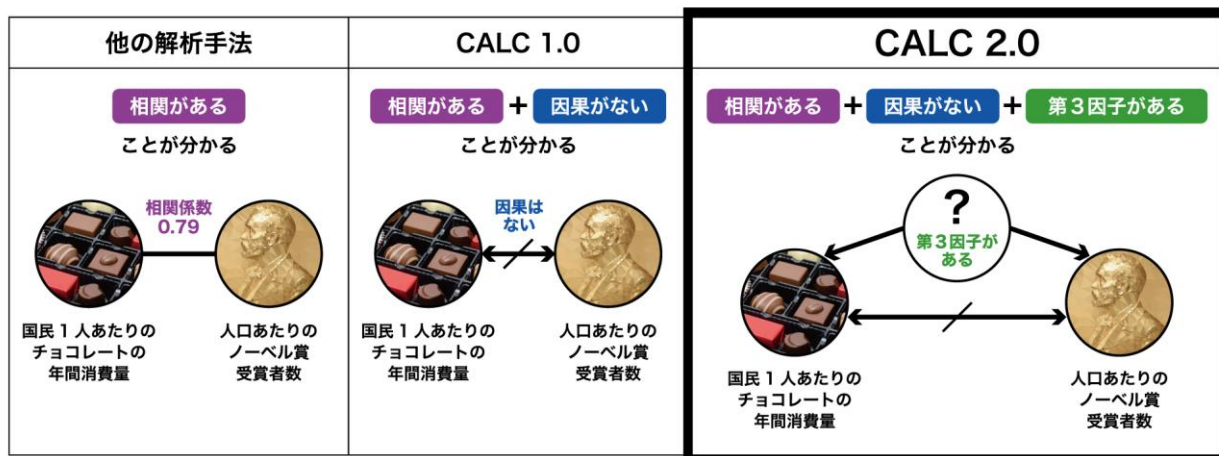 他の解析手法
相関がある
ことが分かる
相関係数
0.79
国民1人あたりの
チョコレートの
年間消費量
人口あたりの
ノーベル賞
受賞者数
CALC 1.0
相関がある + 因果がない
ことが分かる
因果は
ない
国民1人あたりの
チョコレートの
年間消費量
人口あたりの
ノーベル賞
受賞者数
CALC 2.0
相関がある + 因果がない + 第3因子がある
ことが分かる
?
第3因子が
ある
国民1人あたりの
チョコレートの
年間消費量
人口あたりの
ノーベル賞
受賞者数